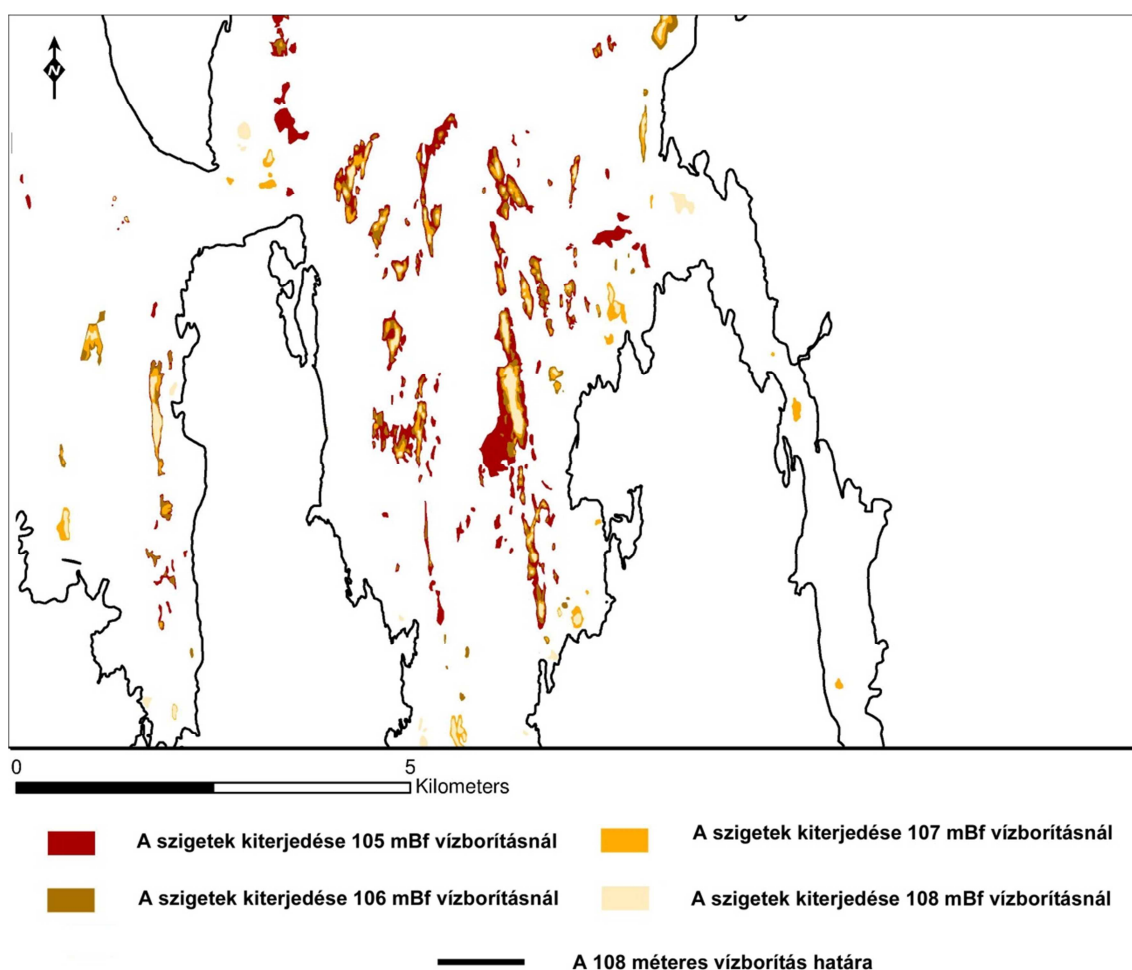 N
0
5
Kilometers
A szigetek kiterjedése 105 mBf vízborításnál
A szigetek kiterjedése 107 mBf vízborításnál
A szigetek kiterjedése 106 mBf vízborításnál
A szigetek kiterjedése 108 mBf vízborításnál
A 108 méteres vízborítás határa